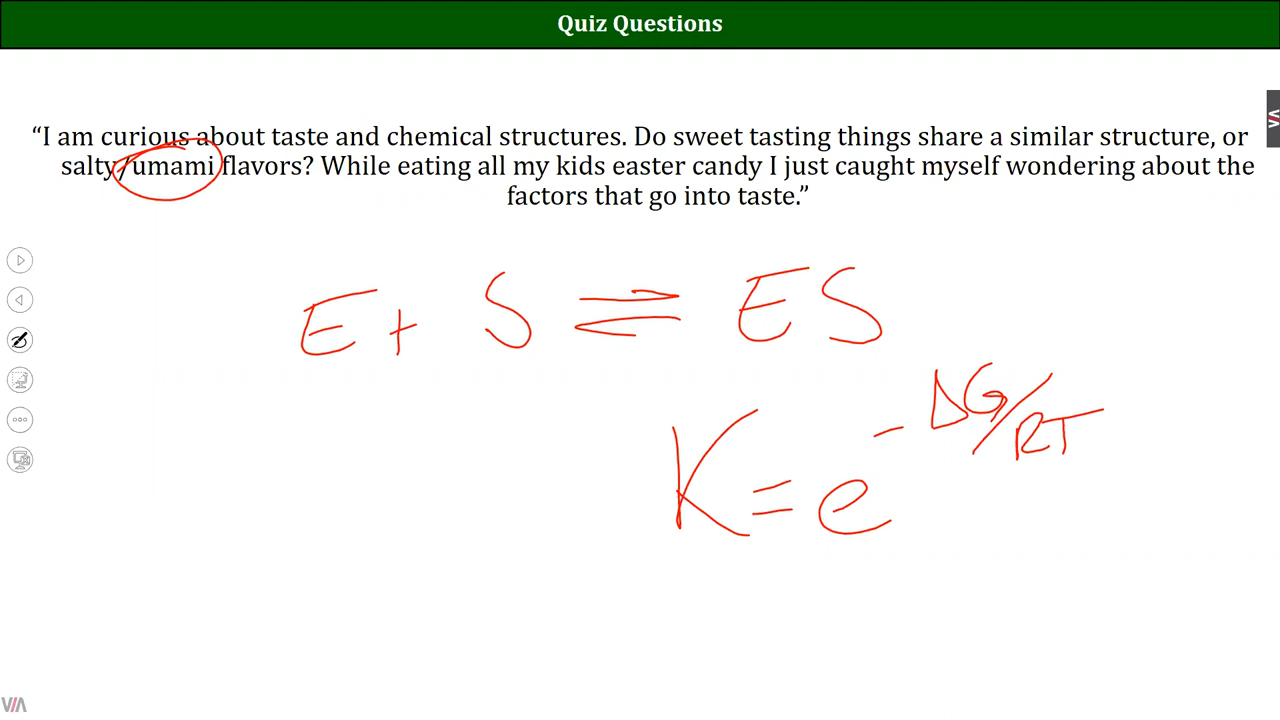 Quiz Questions
“I am curious about taste and chemical structures. Do sweet tasting things share a similar structure, or
salty/umami flavors? While eating all my kids easter candy I just caught myself wondering about the
factors that go into taste.”
E + S ⇌ ES
K = e^-ΔG/RT
VIA